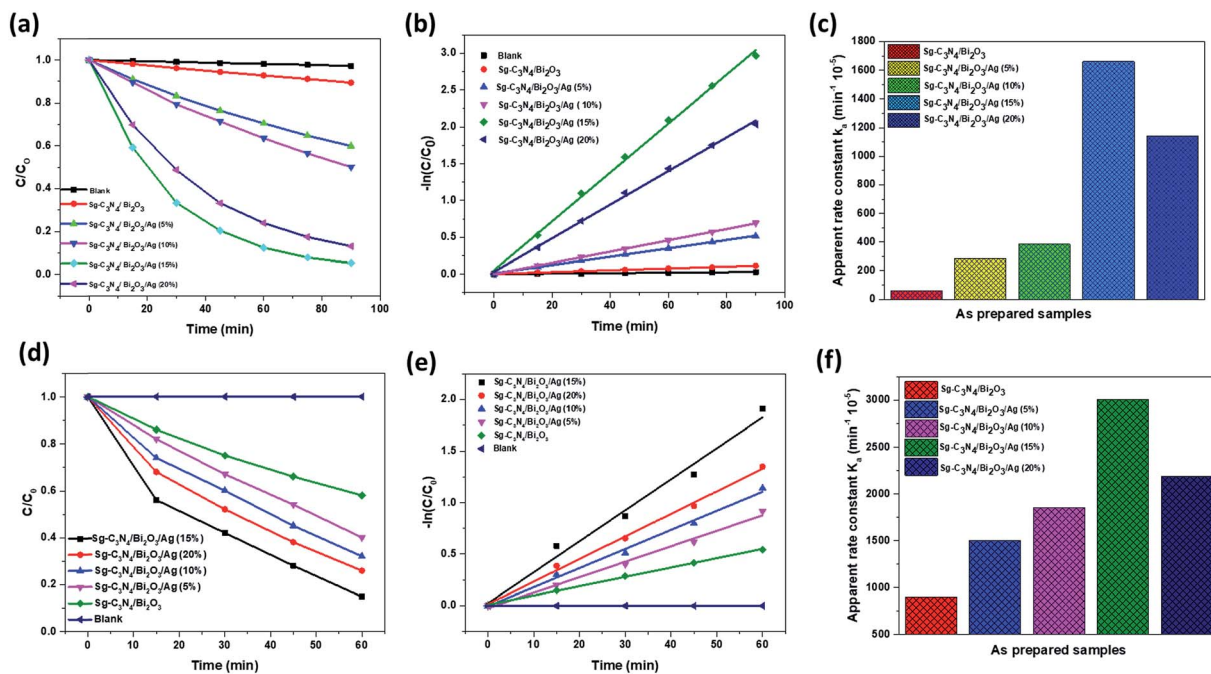 (a)
C/C₀
1.0
0.8
0.6
0.4
0.2
0.0
Blank
Sg-C₃N₄/ Bi₂O₃
Sg-C₃N₄/ Bi₂O₃/Ag (5%)
Sg-C₃N₄/ Bi₂O₃/Ag (10%)
Sg-C₃N₄/ Bi₂O₃/Ag (15%)
Sg-C₃N₄/ Bi₂O₃/Ag (20%)
0 20 40 60 80 100
Time (min)
(b)
-ln(C/C₀)
3.0
2.5
2.0
1.5
1.0
0.5
0.0
Blank
Sg-C₃N₄/Bi₂O₃
Sg-C₃N₄/Bi₂O₃/Ag (5%)
Sg-C₃N₄/Bi₂O₃/Ag ( 10%)
Sg-C₃N₄/Bi₂O₃/Ag (15%)
Sg-C₃N₄/Bi₂O₃/Ag (20%)
0 20 40 60 80 100
Time (min)
(c)
Apparent rate constant kₐ (min⁻¹ 10⁻⁵)
1800
1600
1400
1200
1000
800
600
400
200
0
Sg-C₃N₄/Bi₂O₃
Sg-C₃N₄/Bi₂O₃/Ag (5%)
Sg-C₃N₄/Bi₂O₃/Ag (10%)
Sg-C₃N₄/Bi₂O₃/Ag (15%)
Sg-C₃N₄/Bi₂O₃/Ag (20%)
As prepared samples
(d)
C/C₀
1.0
0.8
0.6
0.4
0.2
0.0
Sg-C₃N₄/Bi₂O₃/Ag (15%)
Sg-C₃N₄/Bi₂O₃/Ag (20%)
Sg-C₃N₄/Bi₂O₃/Ag (10%)
Sg-C₃N₄/Bi₂O₃/Ag (5%)
Sg-C₃N₄/Bi₂O₃
Blank
0 10 20 30 40 50 60
Time (min)
(e)
-ln(C/C₀)
2.0
1.5
1.0
0.5
0.0
Sg-C₃N₄/Bi₂O₃/Ag (15%)
Sg-C₃N₄/Bi₂O₃/Ag (20%)
Sg-C₃N₄/Bi₂O₃/Ag (10%)
Sg-C₃N₄/Bi₂O₃/Ag (5%)
Sg-C₃N₄/Bi₂O₃
Blank
0 10 20 30 40 50 60
Time (min)
(f)
Apparent rate constant Kₐ (min⁻¹ 10⁻⁵)
3000
2500
2000
1500
1000
500
Sg-C₃N₄/Bi₂O₃
Sg-C₃N₄/Bi₂O₃/Ag (5%)
Sg-C₃N₄/Bi₂O₃/Ag (10%)
Sg-C₃N₄/Bi₂O₃/Ag (15%)
Sg-C₃N₄/Bi₂O₃/Ag (20%)
As prepared samples